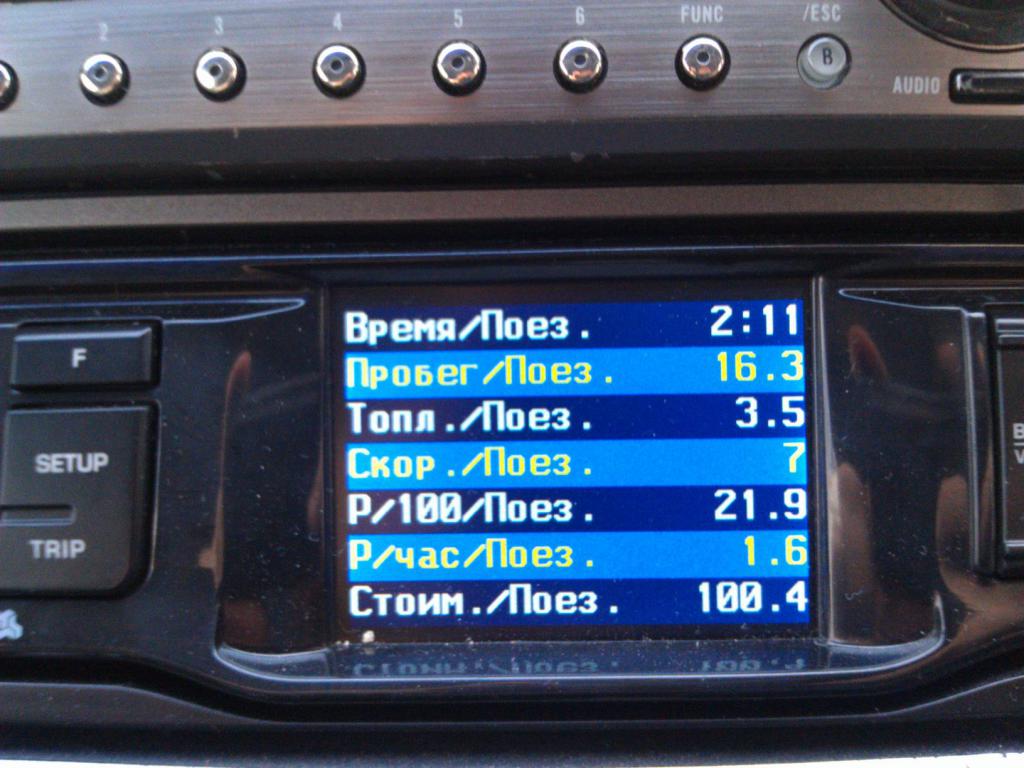 2 3 4 5 6 FUNC /ESC
B
AUDIO
F
SETUP
TRIP
Время/Поез. 2:11
Пробег/Поез. 16.3
Топл./Поез. 3.5
Скор./Поез. 7
Р/100/Поез. 21.9
Р/час/Поез. 1.6
Стоим./Поез. 100.4